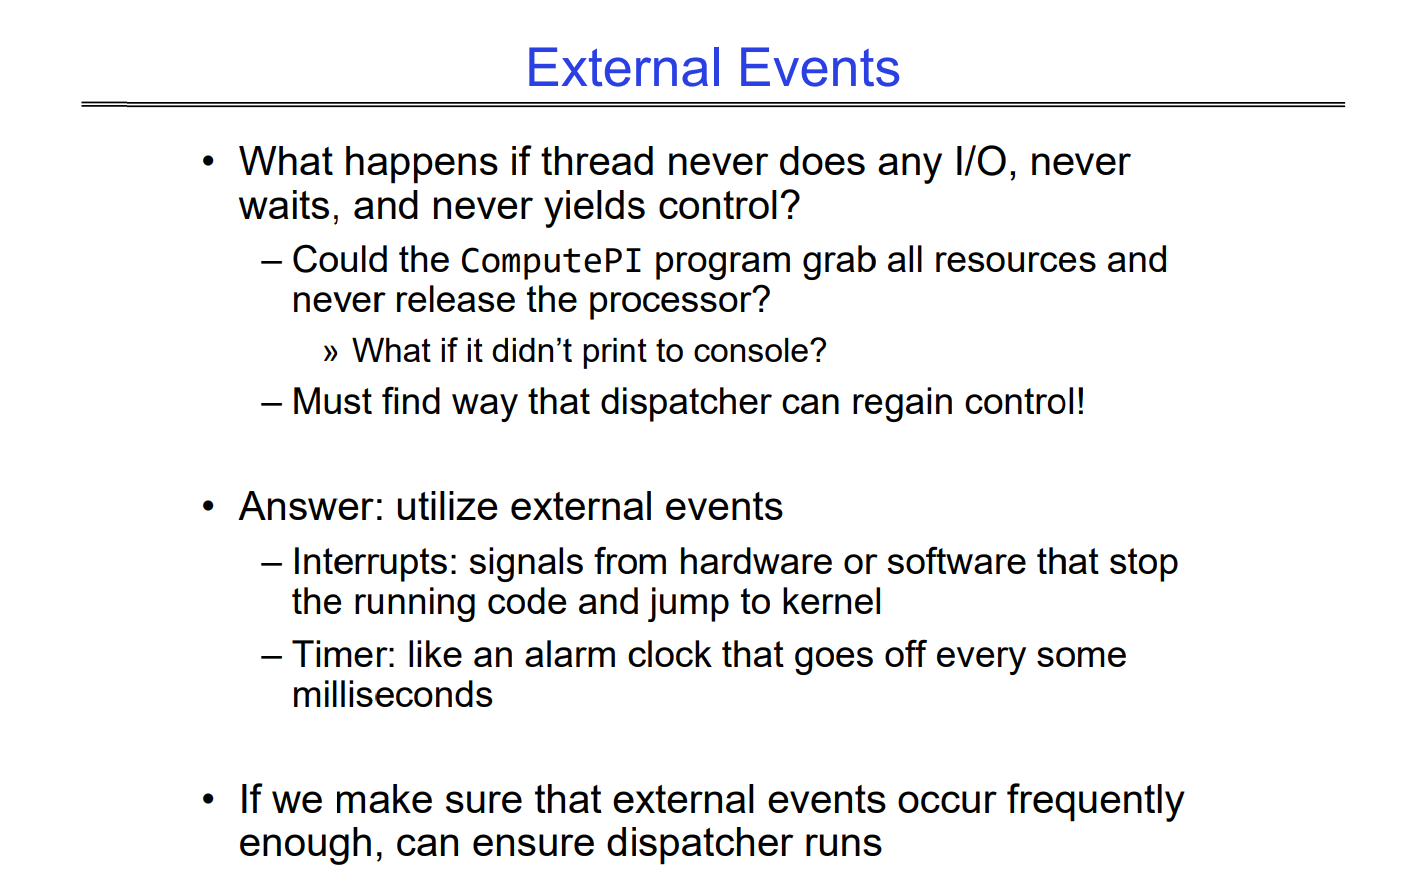 External Events
• What happens if thread never does any I/O, never
waits, and never yields control?
– Could the ComputePI program grab all resources and
never release the processor?
» What if it didn’t print to console?
– Must find way that dispatcher can regain control!
• Answer: utilize external events
– Interrupts: signals from hardware or software that stop
the running code and jump to kernel
– Timer: like an alarm clock that goes off every some
milliseconds
• If we make sure that external events occur frequently
enough, can ensure dispatcher runs